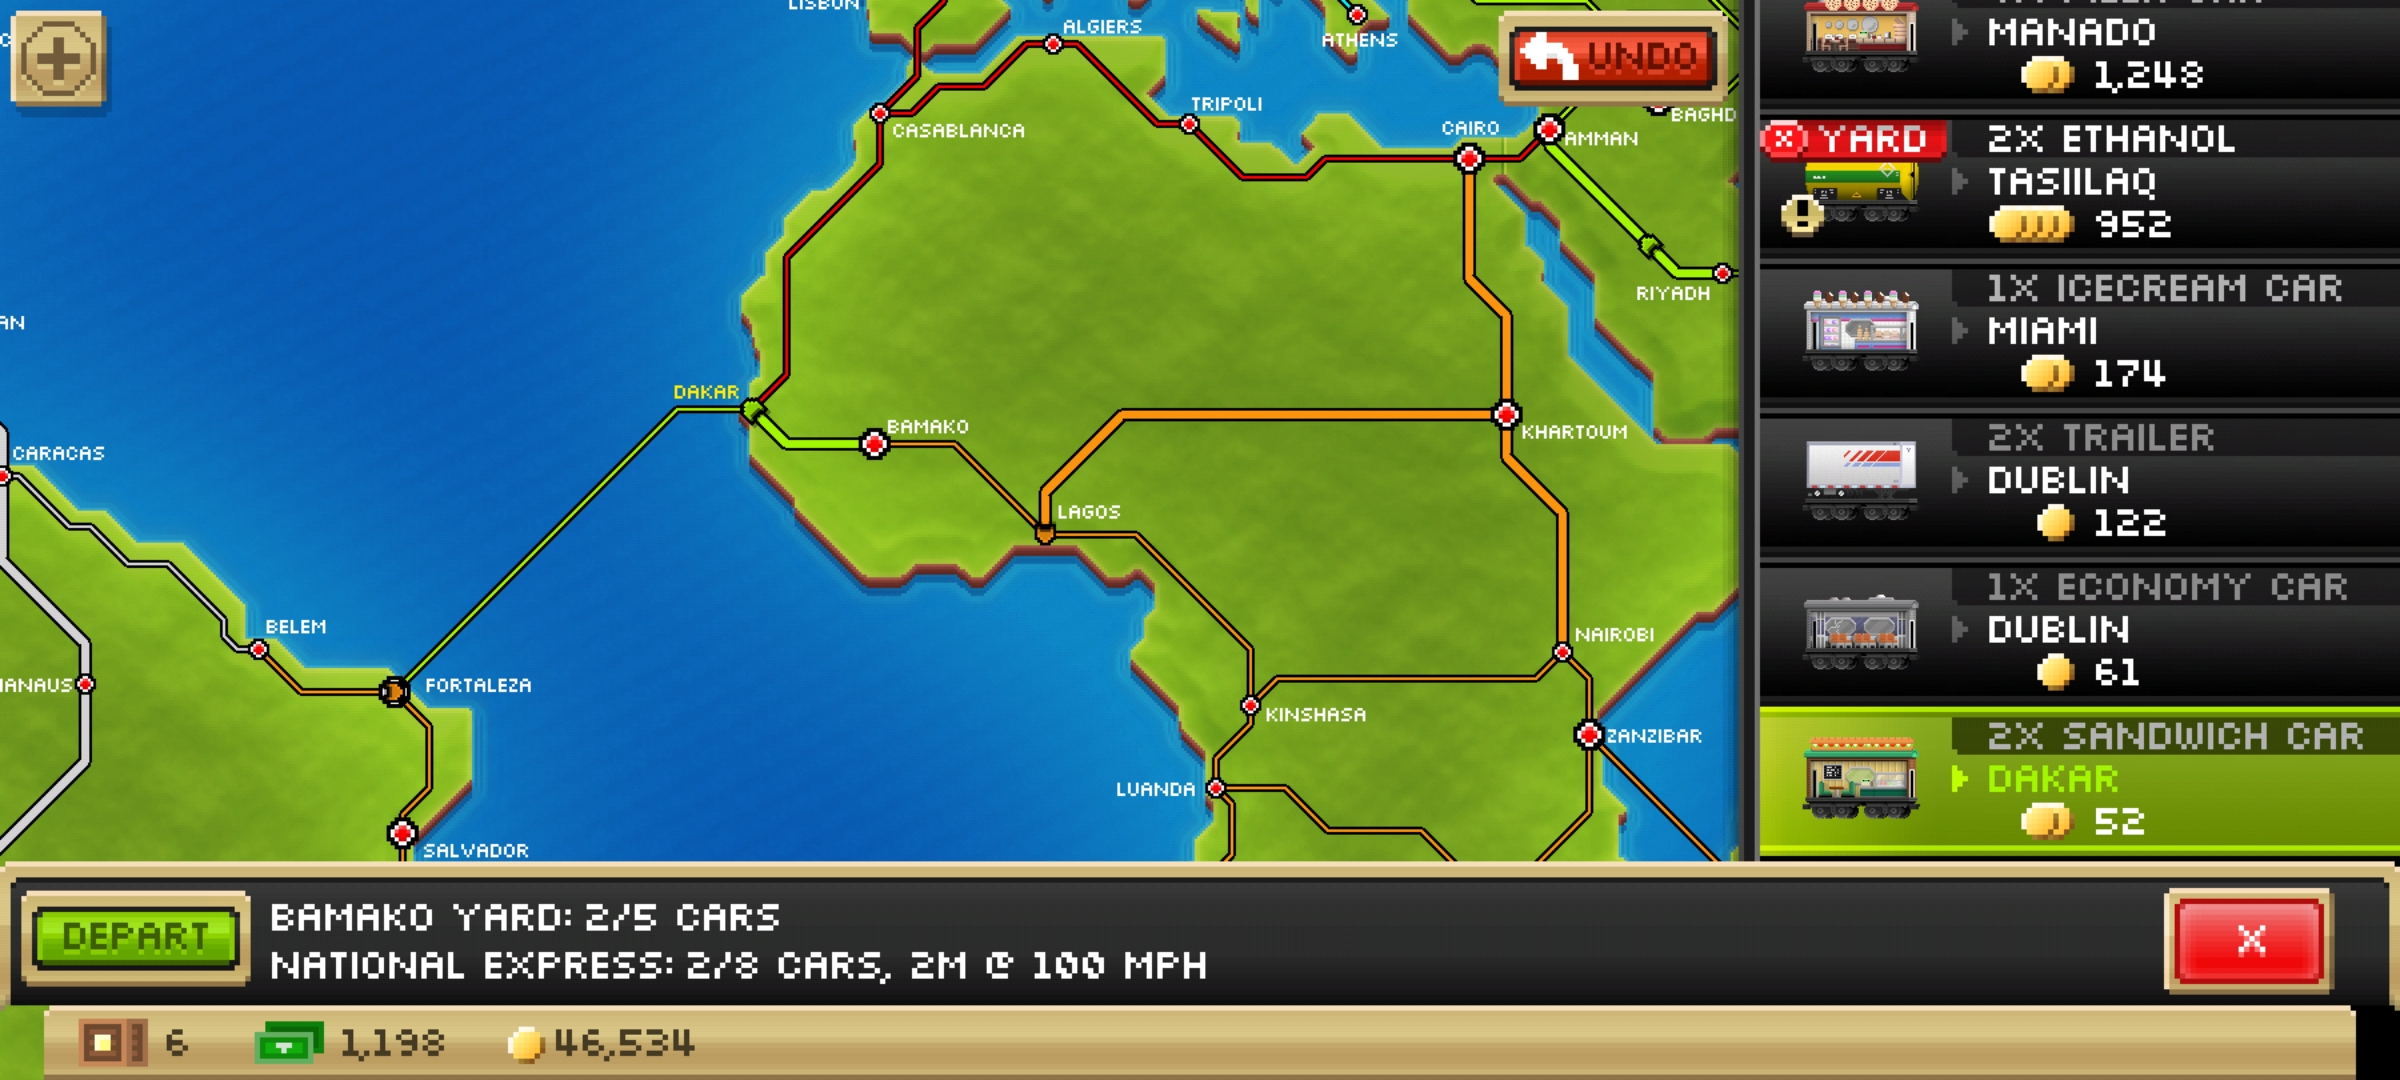 LISBON
ALGIERS
ATHENS
UNDO
TRIPOLI
CASABLANCA
CAIRO
AMMAN
BAGHD
RIYADH
AN
DAKAR
BAMAKO
KHARTOUM
CARACAS
LAGOS
BELEM
NAIROBI
ANAUS
FORTALEZA
KINSHASA
ZANZIBAR
LUANDA
SALVADOR
MANADO
1,248
YARD
2X ETHANOL
TASIILAQ
952
1X ICECREAM CAR
MIAMI
174
2X TRAILER
DUBLIN
122
1X ECONOMY CAR
DUBLIN
61
2X SANDWICH CAR
DAKAR
52
DEPART
BAMAKO YARD: 2/5 CARS
NATIONAL EXPRESS: 2/8 CARS, 2M @ 100 MPH
X
6
1,198
46,534